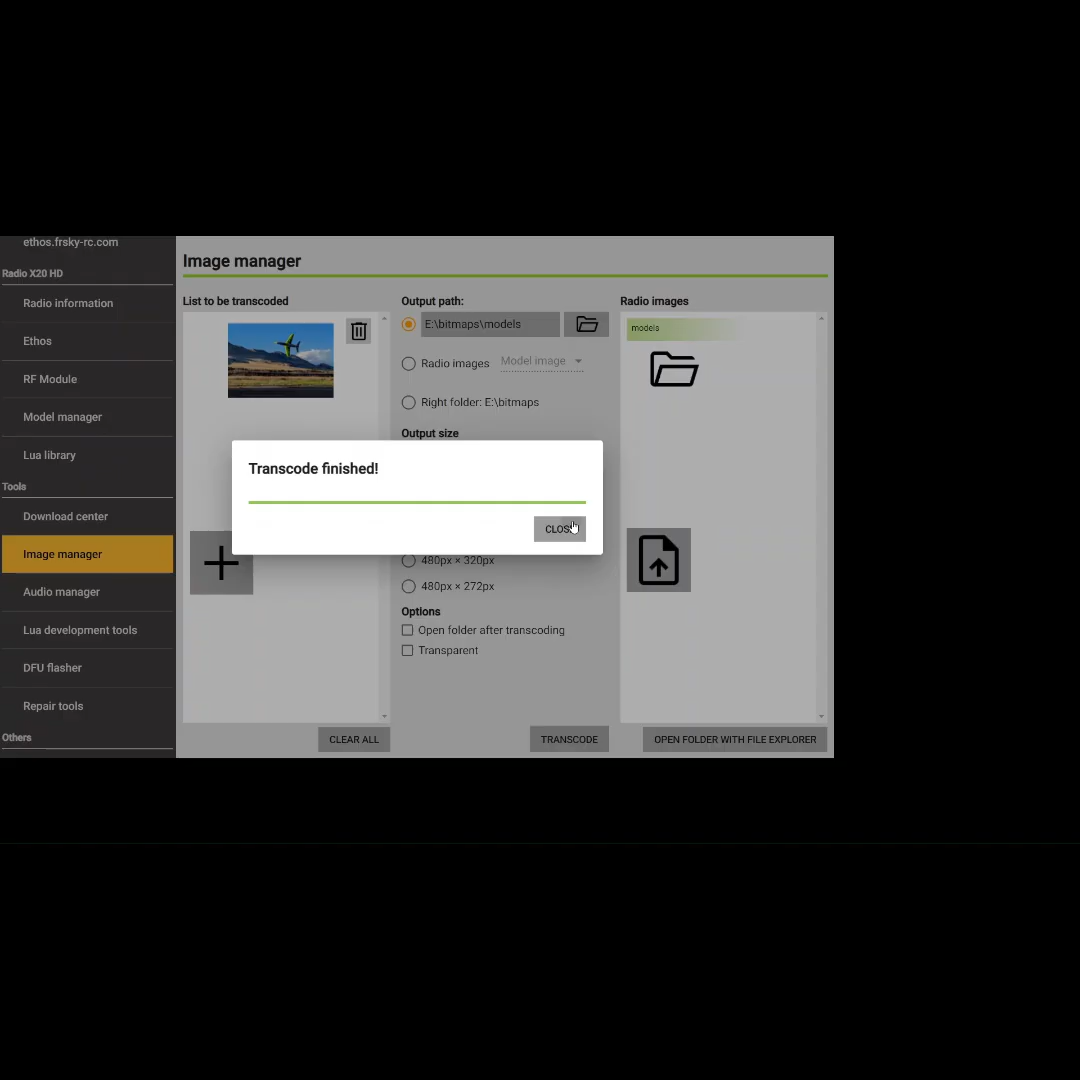 ethos.frsky-rc.com
Radio X20 HD
Radio information
Ethos
RF Module
Model manager
Lua library
Tools
Download center
Image manager
Audio manager
Lua development tools
DFU flasher
Repair tools
Others
Image manager
List to be transcoded
CLEAR ALL
Output path:
E:\bitmaps\models
Radio images Model image
Right folder: E:\bitmaps
Output size
480px × 320px
480px × 272px
Options
Open folder after transcoding
Transparent
TRANSCODE
Radio images
models
OPEN FOLDER WITH FILE EXPLORER
Transcode finished!
CLOS